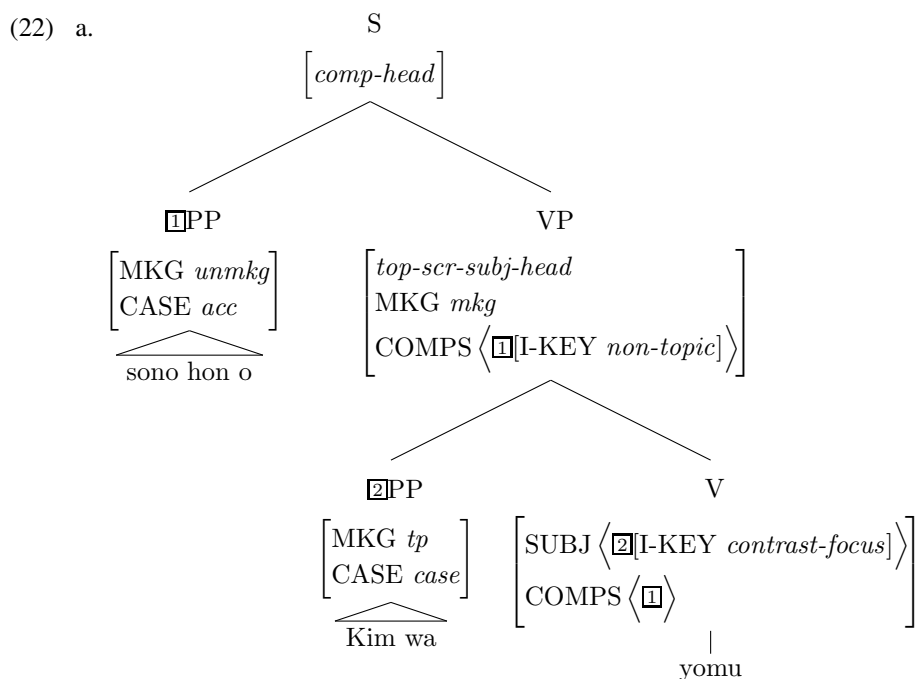 (22) a.
S
[comp-head]
1PP
[MKG unmkg
CASE acc]
sono hon o
VP
[top-scr-subj-head
MKG mkg
COMPS ⟨1[I-KEY non-topic]⟩]
2PP
[MKG tp
CASE case]
Kim wa
V
[SUBJ ⟨2[I-KEY contrast-focus]⟩
COMPS ⟨1⟩]
yomu